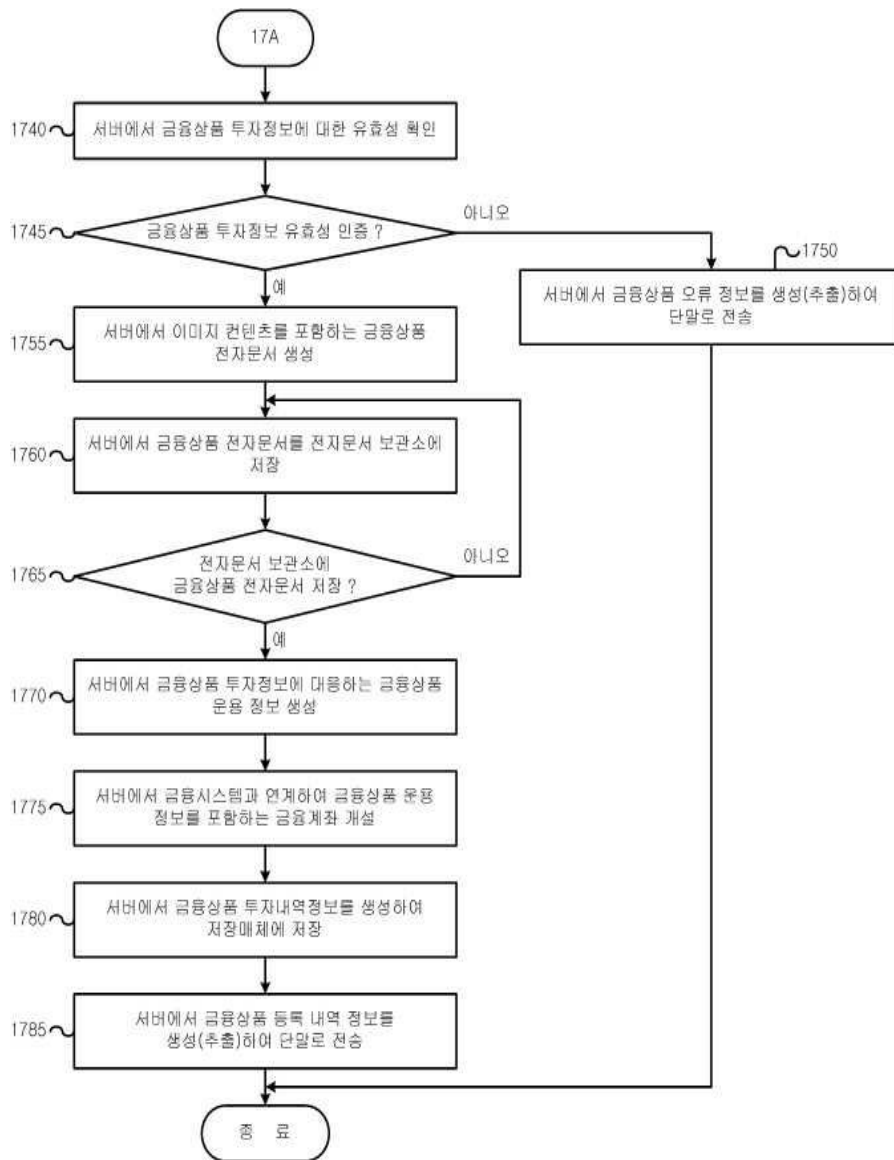 17A
1740
서버에서 금융상품 투자정보에 대한 유효성 확인
1745
금융상품 투자정보 유효성 인증 ?
아니오
예
1750
서버에서 금융상품 오류 정보를 생성(추출)하여
단말로 전송
1755
서버에서 이미지 컨텐츠를 포함하는 금융상품
전자문서 생성
1760
서버에서 금융상품 전자문서를 전자문서 보관소에
저장
1765
전자문서 보관소에
금융상품 전자문서 저장 ?
아니오
예
1770
서버에서 금융상품 투자정보에 대응하는 금융상품
운용 정보 생성
1775
서버에서 금융시스템과 연계하여 금융상품 운용
정보를 포함하는 금융계좌 개설
1780
서버에서 금융상품 투자내역정보를 생성하여
저장매체에 저장
1785
서버에서 금융상품 등록 내역 정보를
생성(추출)하여 단말로 전송
종 료